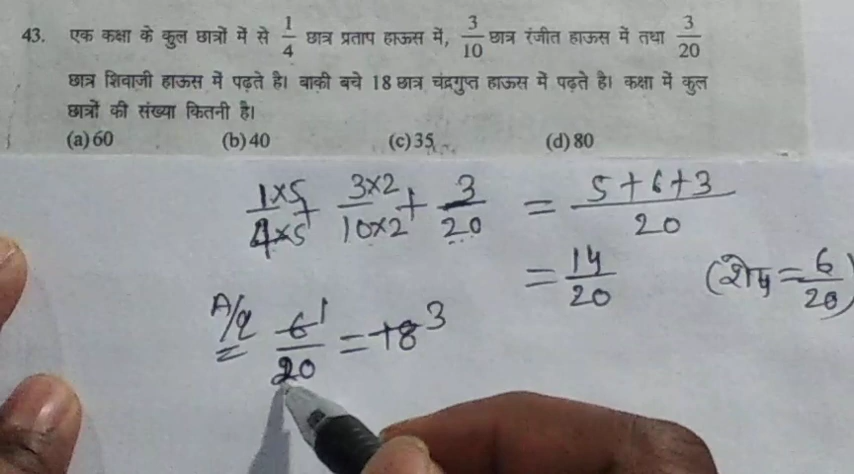 43. एक कक्षा के कुल छात्रों में से 1/4 छात्र प्रताप हाऊस में, 3/10 छात्र रंजीत हाऊस में तथा 3/20
छात्र शिवाजी हाऊस में पढ़ते है। बाकी बचे 18 छात्र चंद्रगुप्त हाऊस में पढ़ते है। कक्षा में कुल
छात्रों की संख्या कितनी है।
(a) 60 (b) 40 (c) 35 (d) 80
1×5/4×5 + 3×2/10×2 + 3/20 = 5+6+3/20
= 14/20 (शेष = 6/20)
A/q 6 1/20 = 18 3